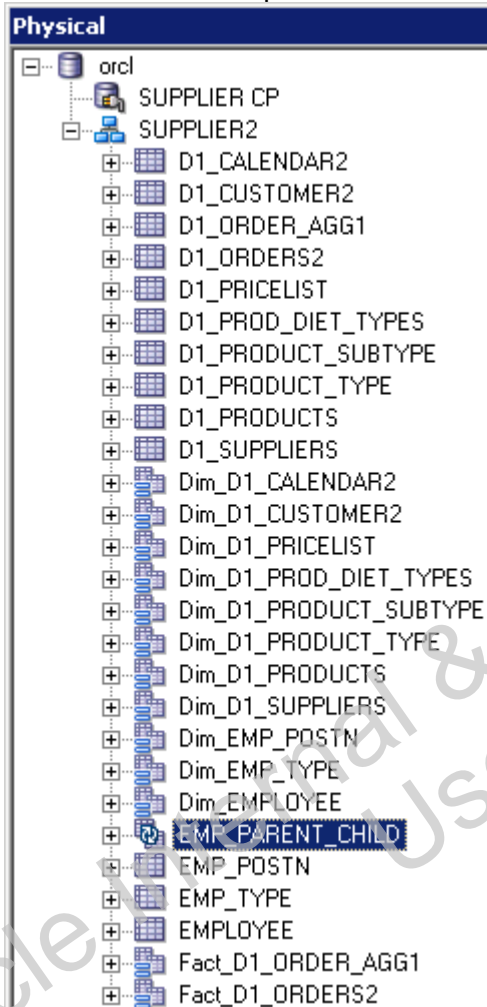 Physical
orcl
SUPPLIER CP
SUPPLIER2
D1_CALENDAR2
D1_CUSTOMER2
D1_ORDER_AGG1
D1_ORDERS2
D1_PRICELIST
D1_PROD_DIET_TYPES
D1_PRODUCT_SUBTYPE
D1_PRODUCT_TYPE
D1_PRODUCTS
D1_SUPPLIERS
Dim_D1_CALENDAR2
Dim_D1_CUSTOMER2
Dim_D1_PRICELIST
Dim_D1_PROD_DIET_TYPES
Dim_D1_PRODUCT_SUBTYPE
Dim_D1_PRODUCT_TYPE
Dim_D1_PRODUCTS
Dim_D1_SUPPLIERS
Dim_EMP_POSTN
Dim_EMP_TYPE
Dim_EMPLOYEE
EMP_PARENT_CHILD
EMP_POSTN
EMP_TYPE
EMPLOYEE
Fact_D1_ORDER_AGG1
Fact_D1_ORDERS2